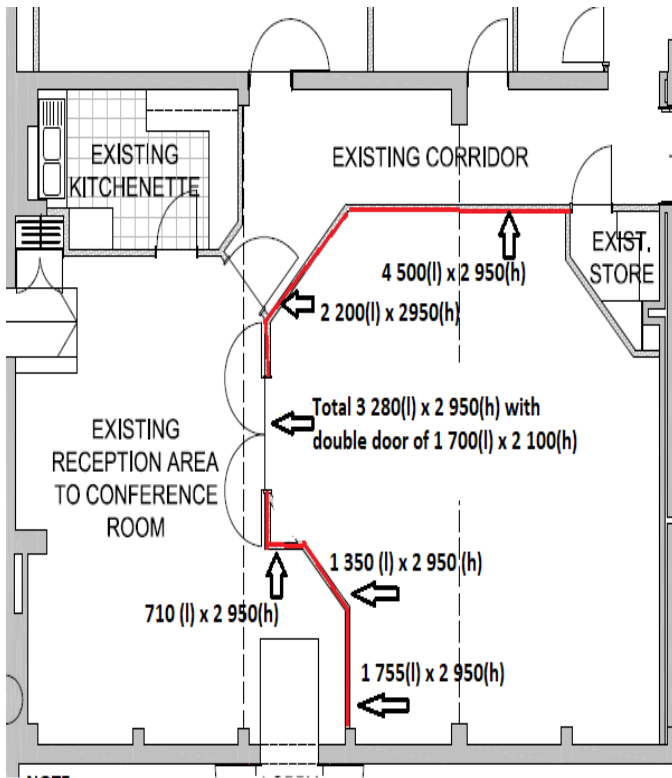 EXISTING
KITCHENETTE
EXISTING CORRIDOR
EXIST.
STORE
4 500(l) x 2 950(h)
2 200(l) x 2950(h)
Total 3 280(l) x 2 950(h) with
double door of 1 700(l) x 2 100(h)
EXISTING
RECEPTION AREA
TO CONFERENCE
ROOM
1 350 (l) x 2 950 (h)
710 (l) x 2 950(h)
1 755(l) x 2 950(h)